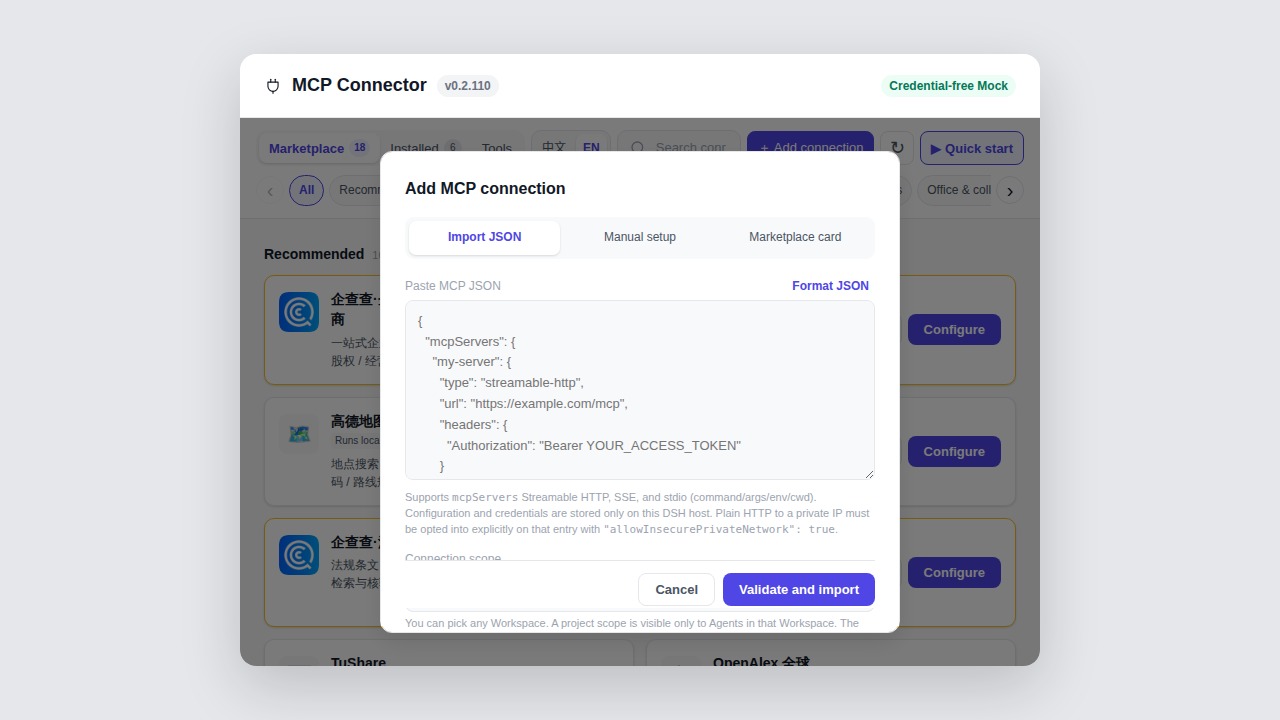 MCP Connector v0.2.110
Credential-free Mock
Marketplace 18 Installed 6 Tools
中文 EN
Search conn
+ Add connection
↻
▶ Quick start
‹ All
Office & coll ›
Recommended
Add MCP connection
Import JSON Manual setup Marketplace card
Paste MCP JSON Format JSON
{
"mcpServers": {
"my-server": {
"type": "streamable-http",
"url": "https://example.com/mcp",
"headers": {
"Authorization": "Bearer YOUR_ACCESS_TOKEN"
}
Supports mcpServers Streamable HTTP, SSE, and stdio (command/args/env/cwd).
Configuration and credentials are stored only on this DSH host. Plain HTTP to a private IP must
be opted into explicitly on that entry with "allowInsecurePrivateNetwork": true.
Connection scope
Cancel Validate and import
You can pick any Workspace. A project scope is visible only to Agents in that Workspace. The
企查查·
商
一站式企
股权 / 经
Configure
高德地图
Runs loca
地点搜索
码 / 路线
Configure
企查查·
法规条文
检索与核
Configure
TuShare
OpenAlex 全球